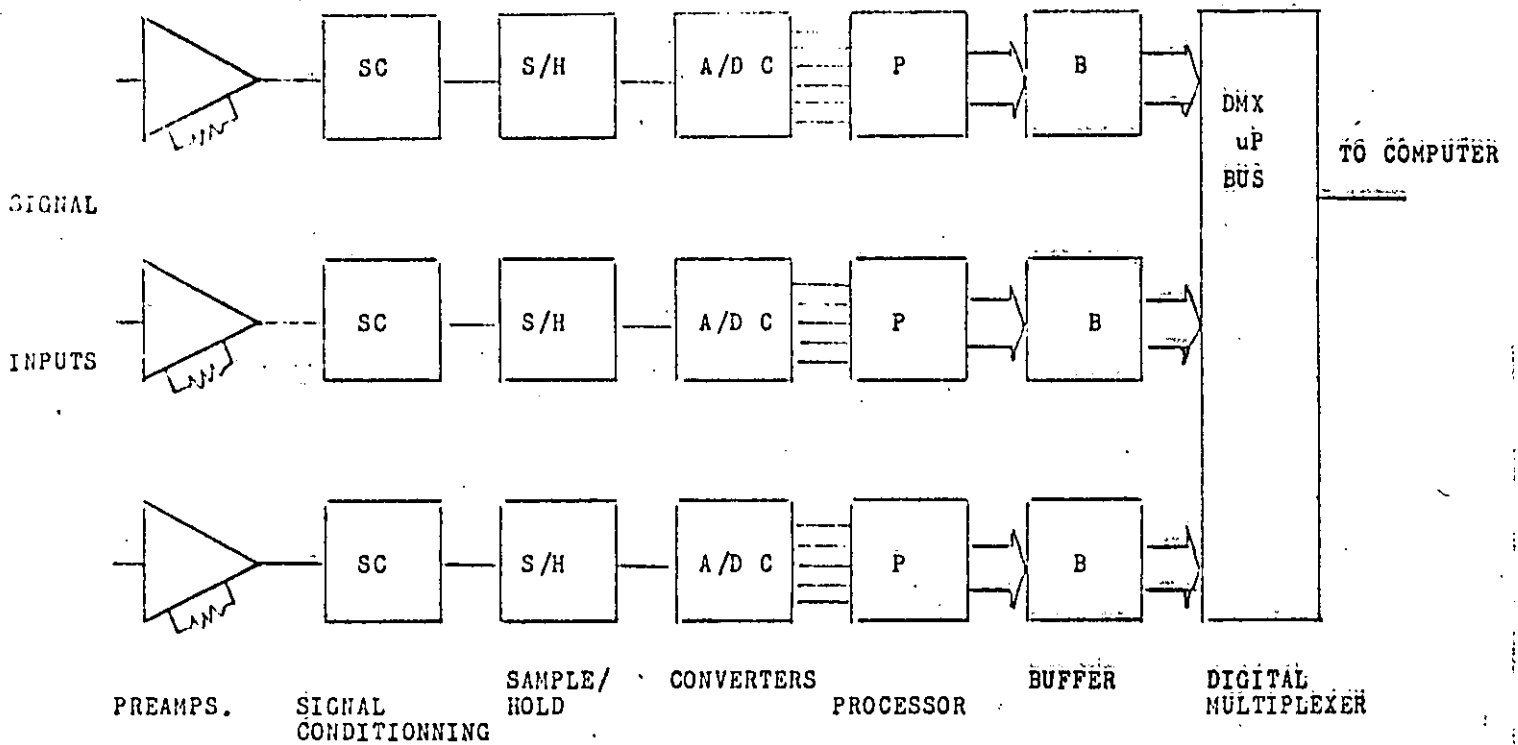 SC S/H A/D C P B
DMX
uP
BUS
TO COMPUTER
SIGNAL
SC S/H A/D C P B
INPUTS
SC S/H A/D C P B
PREAMPS.
SIGNAL
CONDITIONNING
SAMPLE/
HOLD
CONVERTERS
PROCESSOR
BUFFER
DIGITAL
MULTIPLEXER